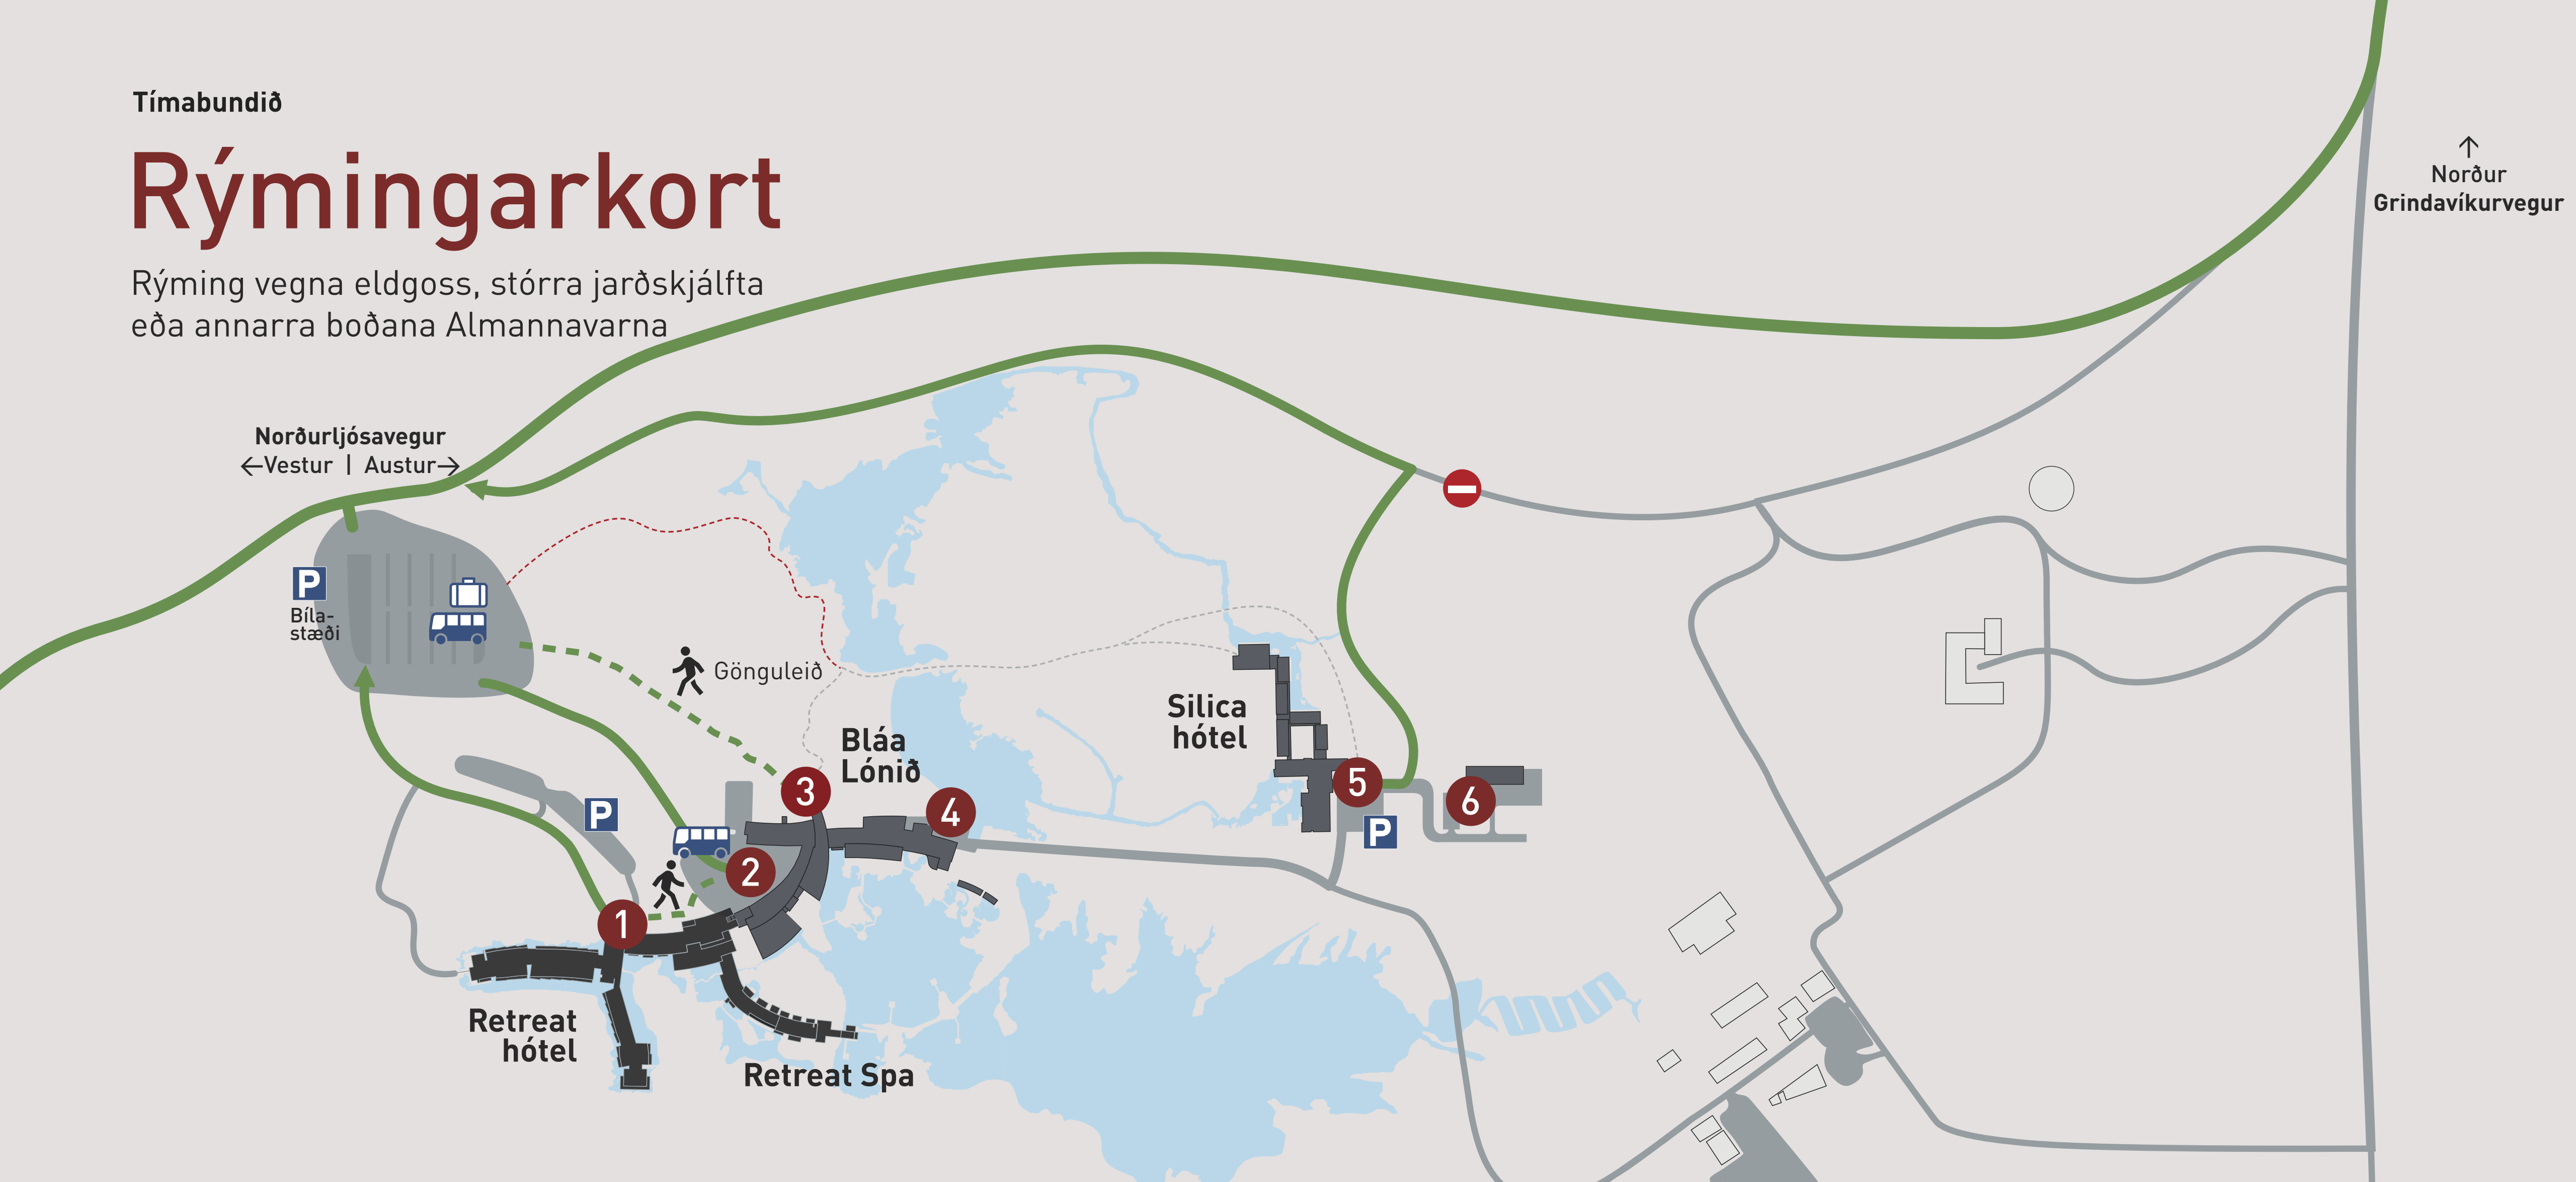 Tímabundið
Rýmingarkort
Rýming vegna eldgoss, stórra jarðskjálfta
eða annarra boðana Almannavarna
↑
Norður
Grindavíkurvegur
Norðurljósavegur
←Vestur | Austur→
P
Bíla-
stæði
Gönguleið
Bláa
Lónið
Silica
hótel
3
4
5
6
P
P
2
1
Retreat
hótel
Retreat Spa